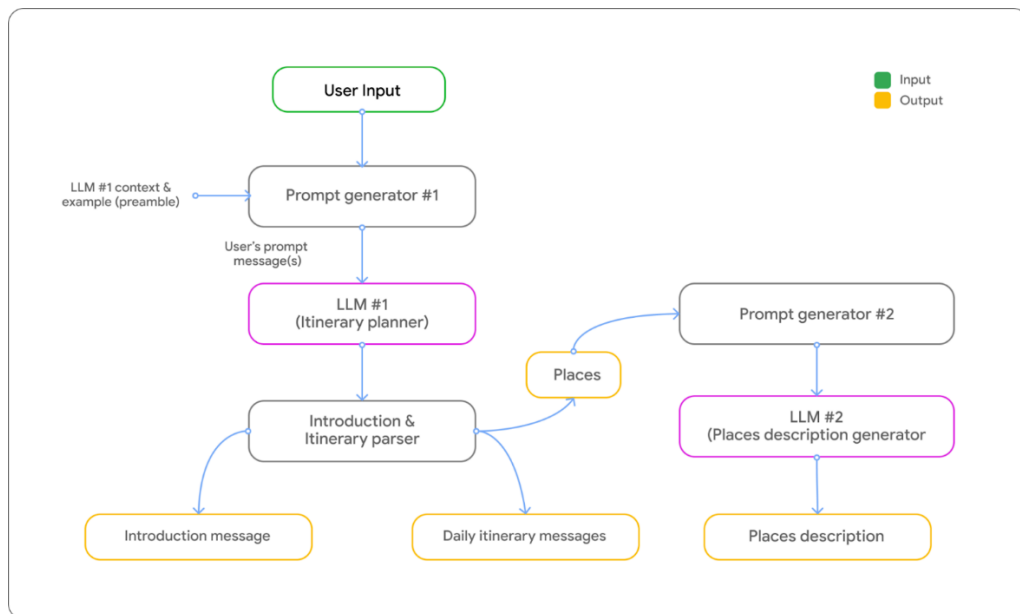 User Input
Input
Output
LLM #1 context &
example (preamble)
Prompt generator #1
User's prompt
message(s)
LLM #1
(Itinerary planner)
Prompt generator #2
Places
Introduction &
Itinerary parser
LLM #2
(Places description generator
Introduction message
Daily itinerary messages
Places description